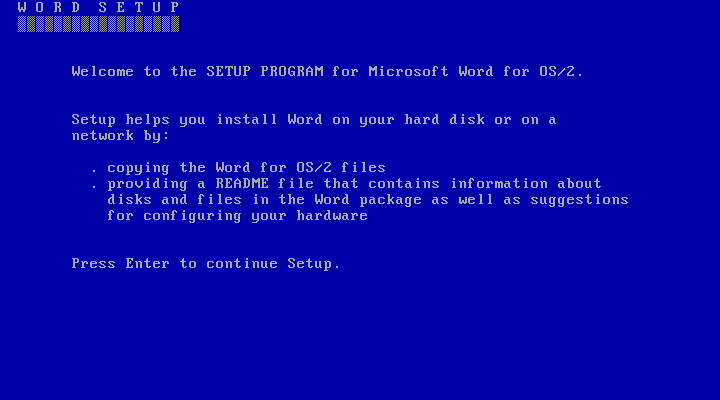 W O R D  S E T U P
Welcome to the SETUP PROGRAM for Microsoft Word for OS/2.
Setup helps you install Word on your hard disk or on a
network by:
. copying the Word for OS/2 files
. providing a README file that contains information about
disks and files in the Word package as well as suggestions
for configuring your hardware
Press Enter to continue Setup.